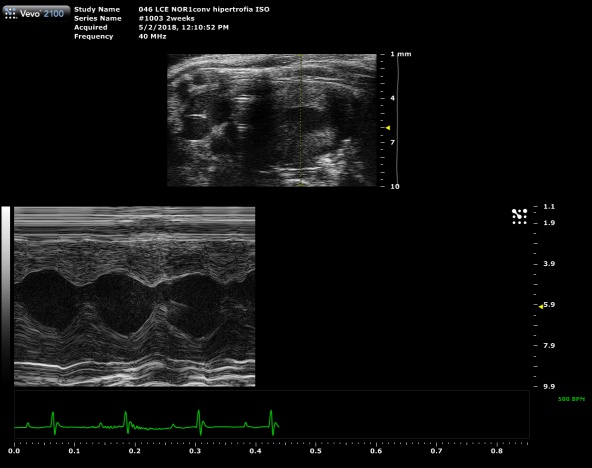 Vevo 2100
Study Name 046 LCE NOR1conv hipertrofia ISO
Series Name #1003 2weeks
Acquired 5/2/2018, 12:10:52 PM
Frequency 40 MHz
1 mm
4
7
10
1.1
1.9
3.9
5.9
7.9
9.9
500 BPM
0.0 0.1 0.2 0.3 0.4 0.5 0.6 0.7 0.8